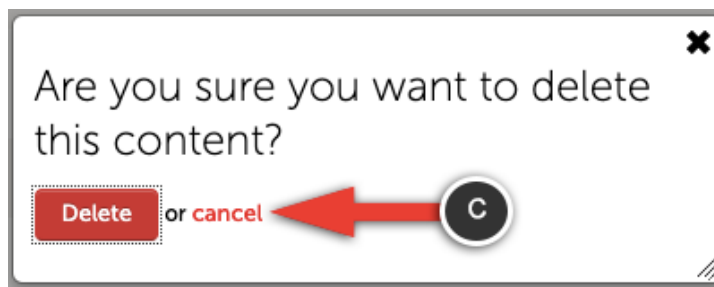 Are you sure you want to delete
this content?
Delete or cancel
C